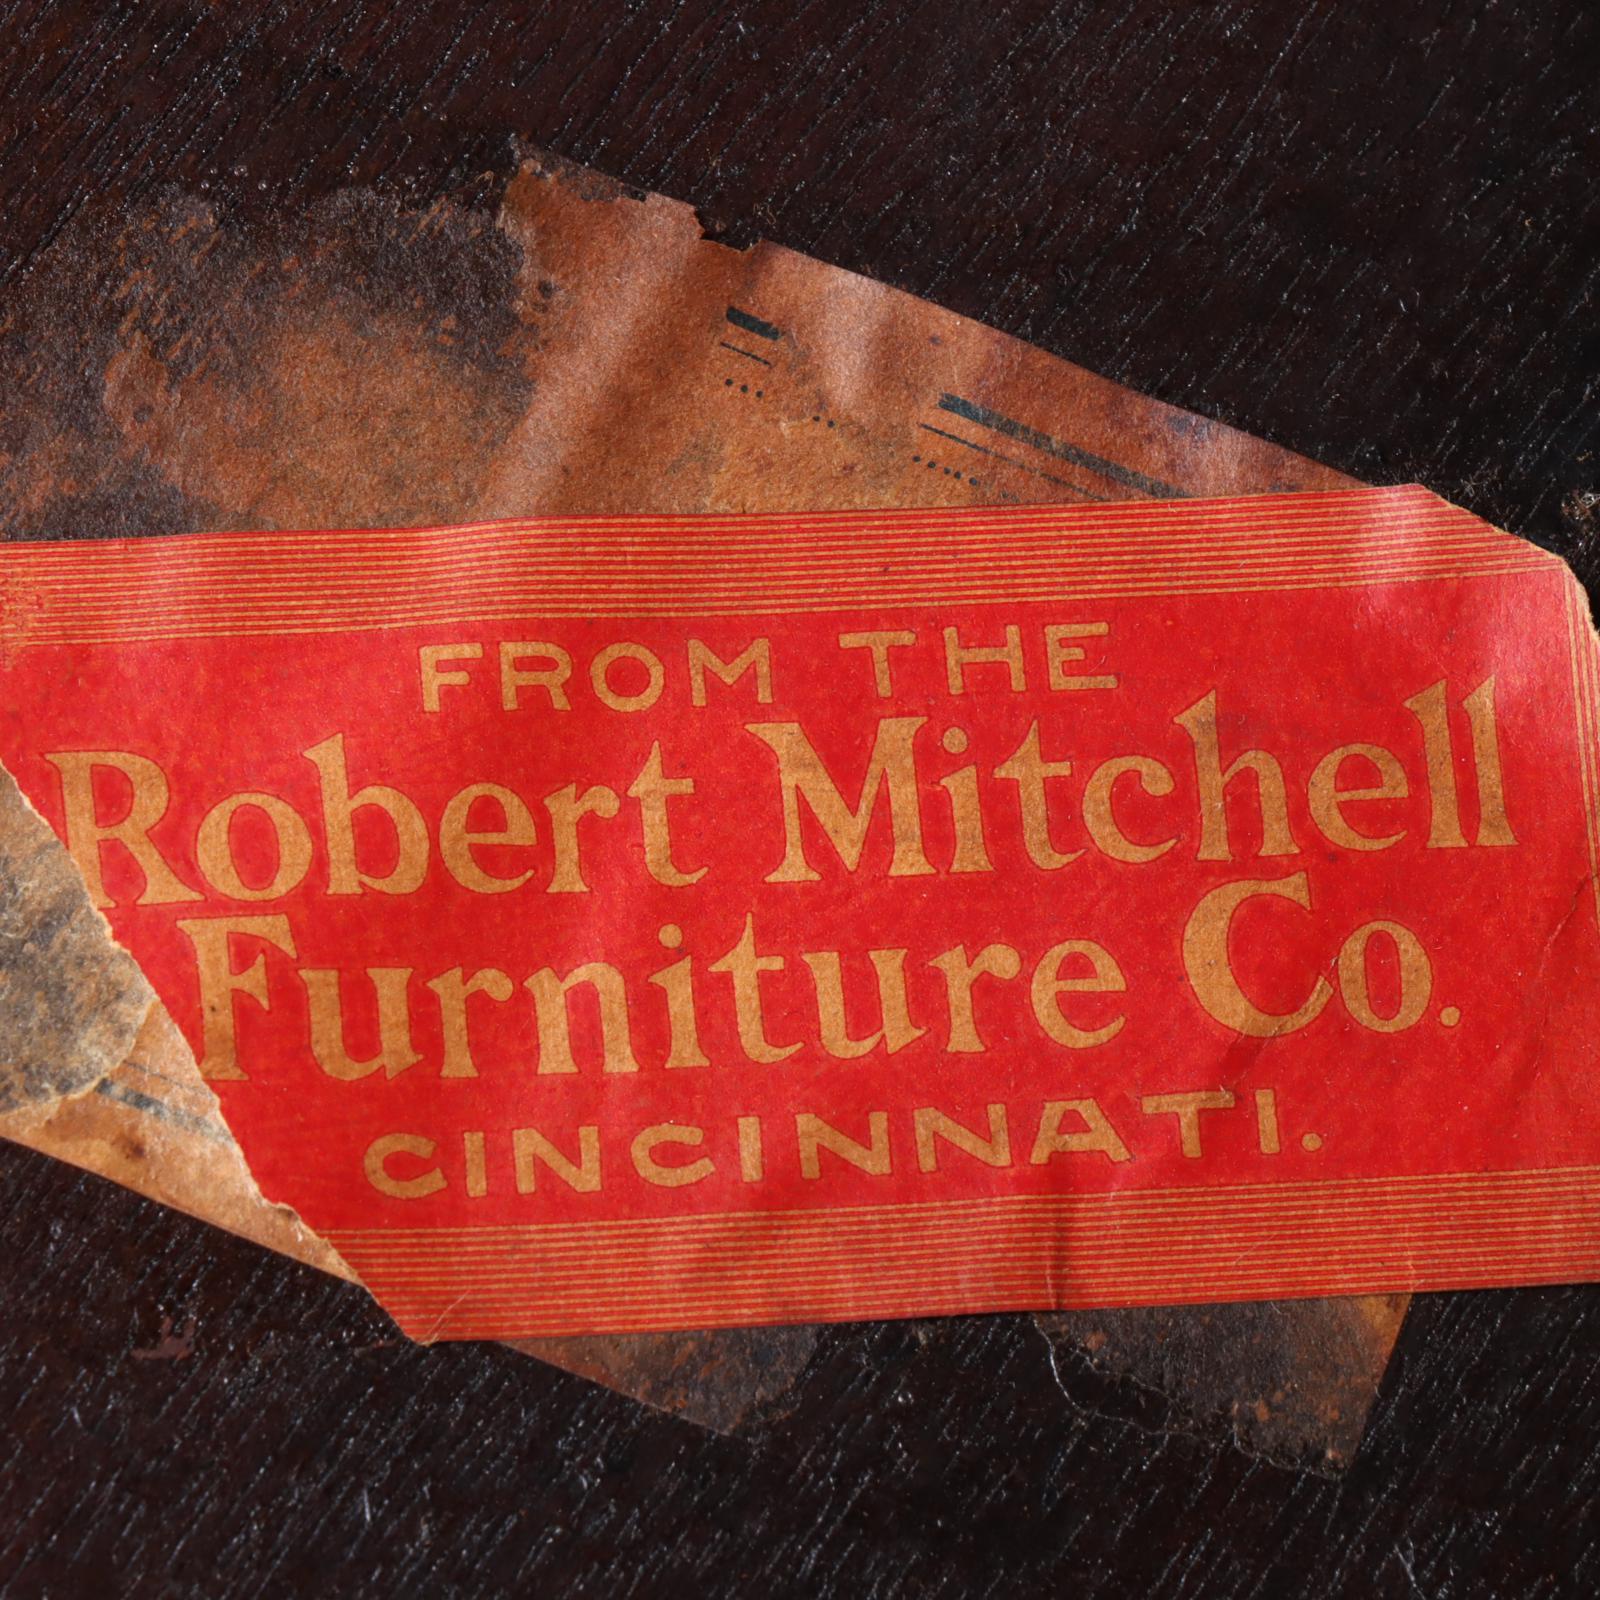 FROM THE
Robert Mitchell
Furniture Co.
CINCINNATI.